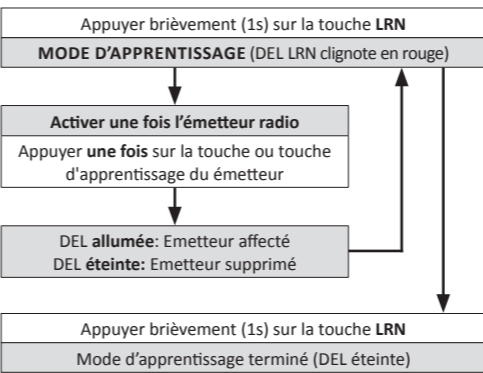 Appuyer brièvement (1s) sur la touche LRN
MODE D'APPRENTISSAGE (DEL LRN clignote en rouge)
Activer une fois l'émetteur radio
Appuyer une fois sur la touche ou touche
d'apprentissage du émetteur
DEL allumée: Emetteur affecté
DEL éteinte: Emetteur supprimé
Appuyer brièvement (1s) sur la touche LRN
Mode d'apprentissage terminé (DEL éteinte)